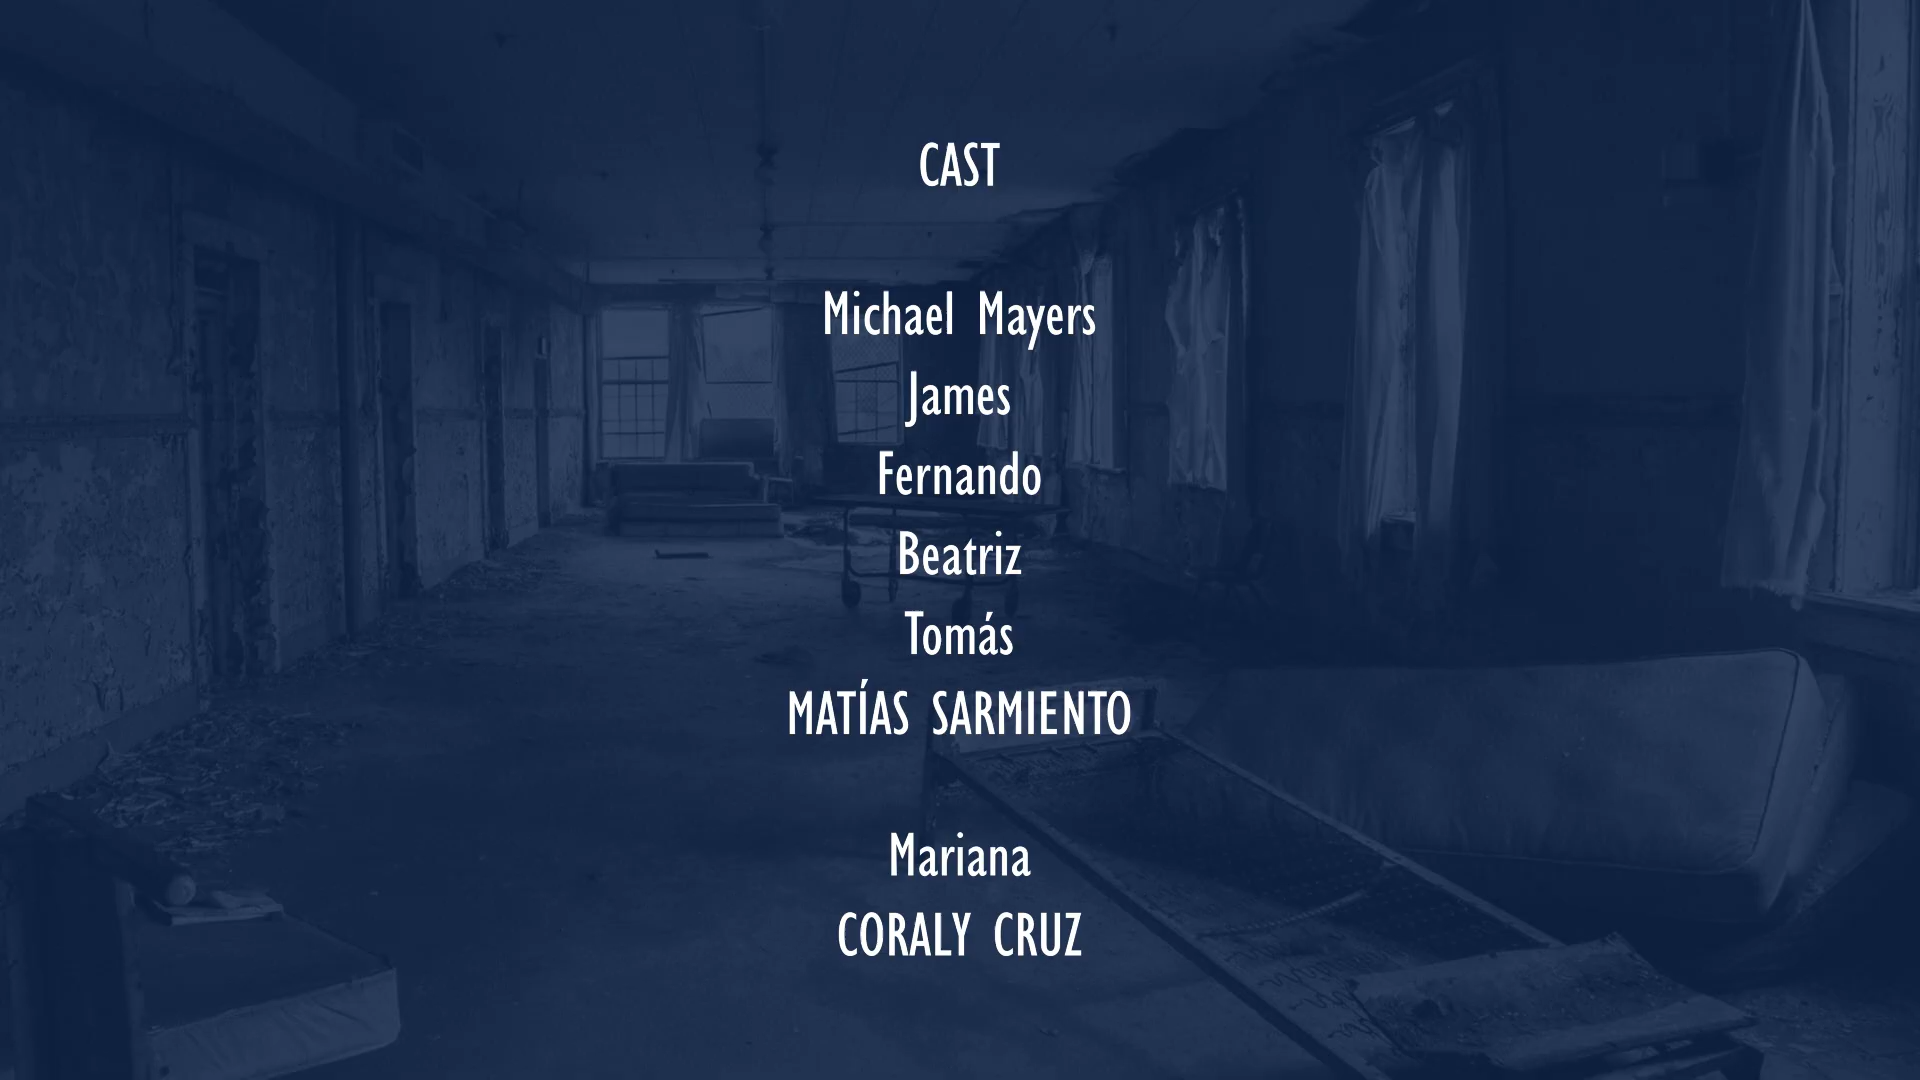 CAST
Michael Mayers
James
Fernando
Beatriz
Tomás
MATÍAS SARMIENTO
Mariana
CORALY CRUZ